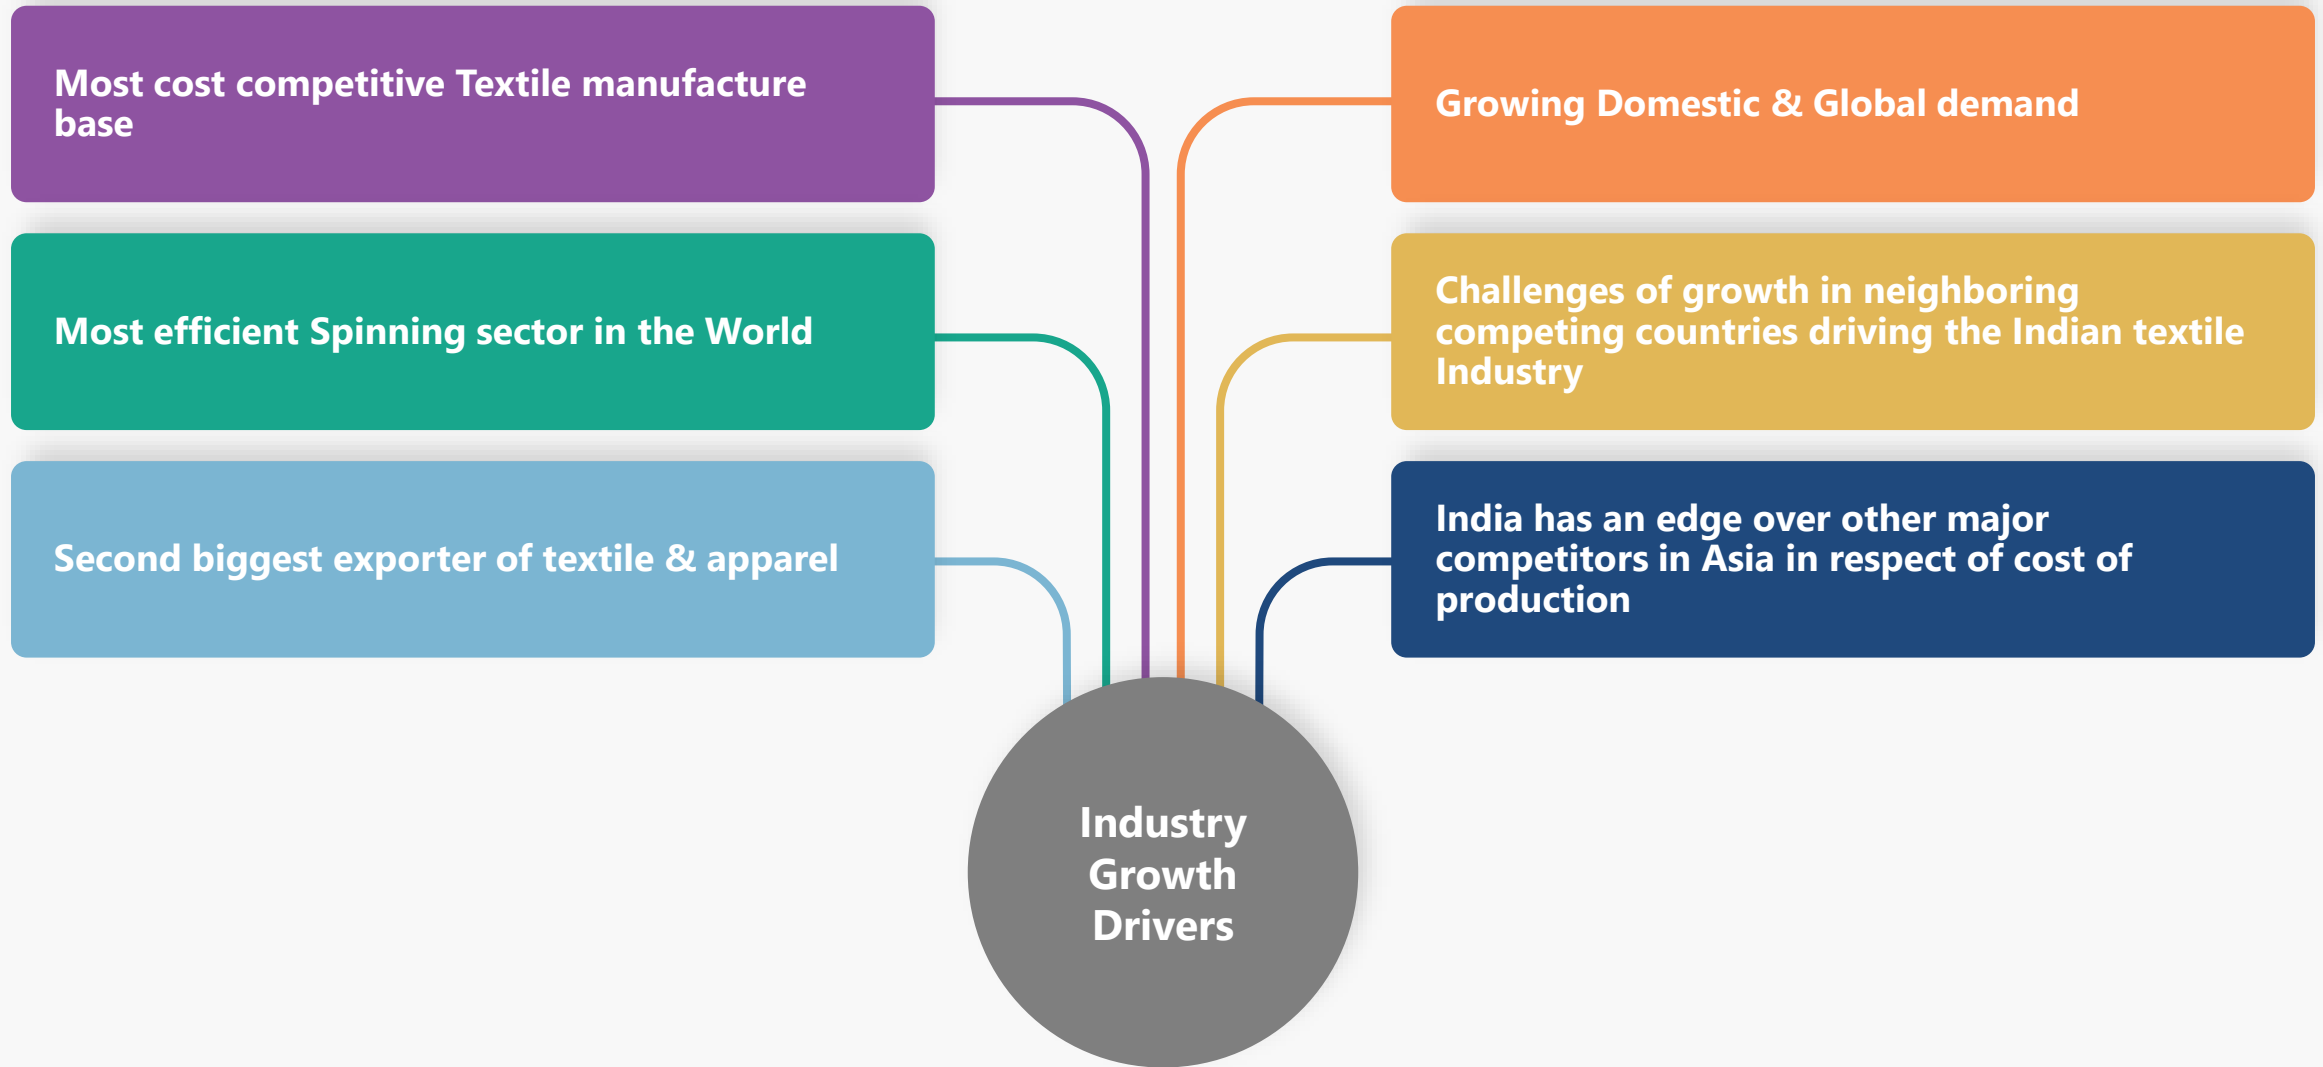 Most cost competitive Textile manufacture
base
Most efficient Spinning sector in the World
Second biggest exporter of textile & apparel
Growing Domestic & Global demand
Challenges of growth in neighboring
competing countries driving the Indian textile
Industry
India has an edge over other major
competitors in Asia in respect of cost of
production
Industry
Growth
Drivers